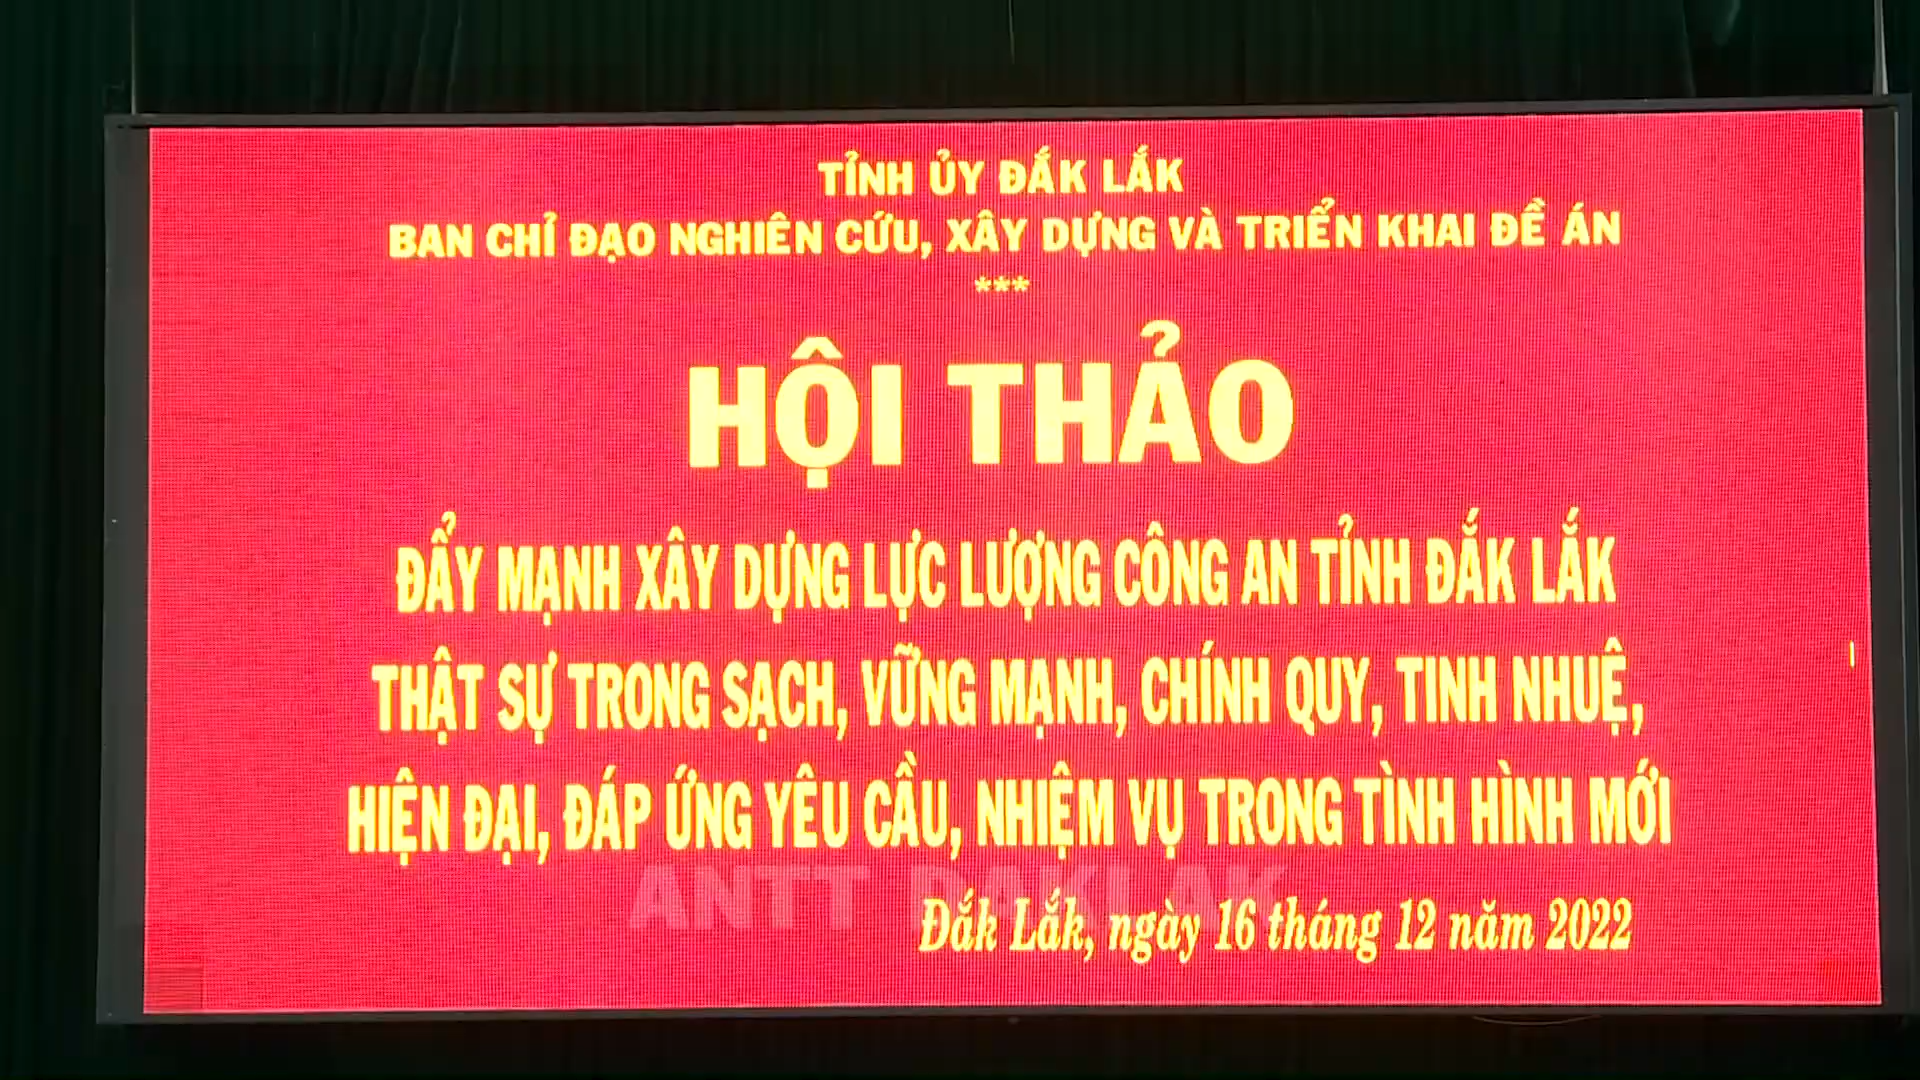 TỈNH ỦY ĐẮK LẮK
BAN CHỈ ĐẠO NGHIÊN CỨU, XÂY DỰNG VÀ TRIỂN KHAI ĐỀ ÁN
***
HỘI THẢO
ĐẨY MẠNH XÂY DỰNG LỰC LƯỢNG CÔNG AN TỈNH ĐẮK LẮK
THẬT SỰ TRONG SẠCH, VỮNG MẠNH, CHÍNH QUY, TINH NHUỆ,
HIỆN ĐẠI, ĐÁP ỨNG YÊU CẦU, NHIỆM VỤ TRONG TÌNH HÌNH MỚI
ANTT DAKLAK
Đắk Lắk, ngày 16 tháng 12 năm 2022